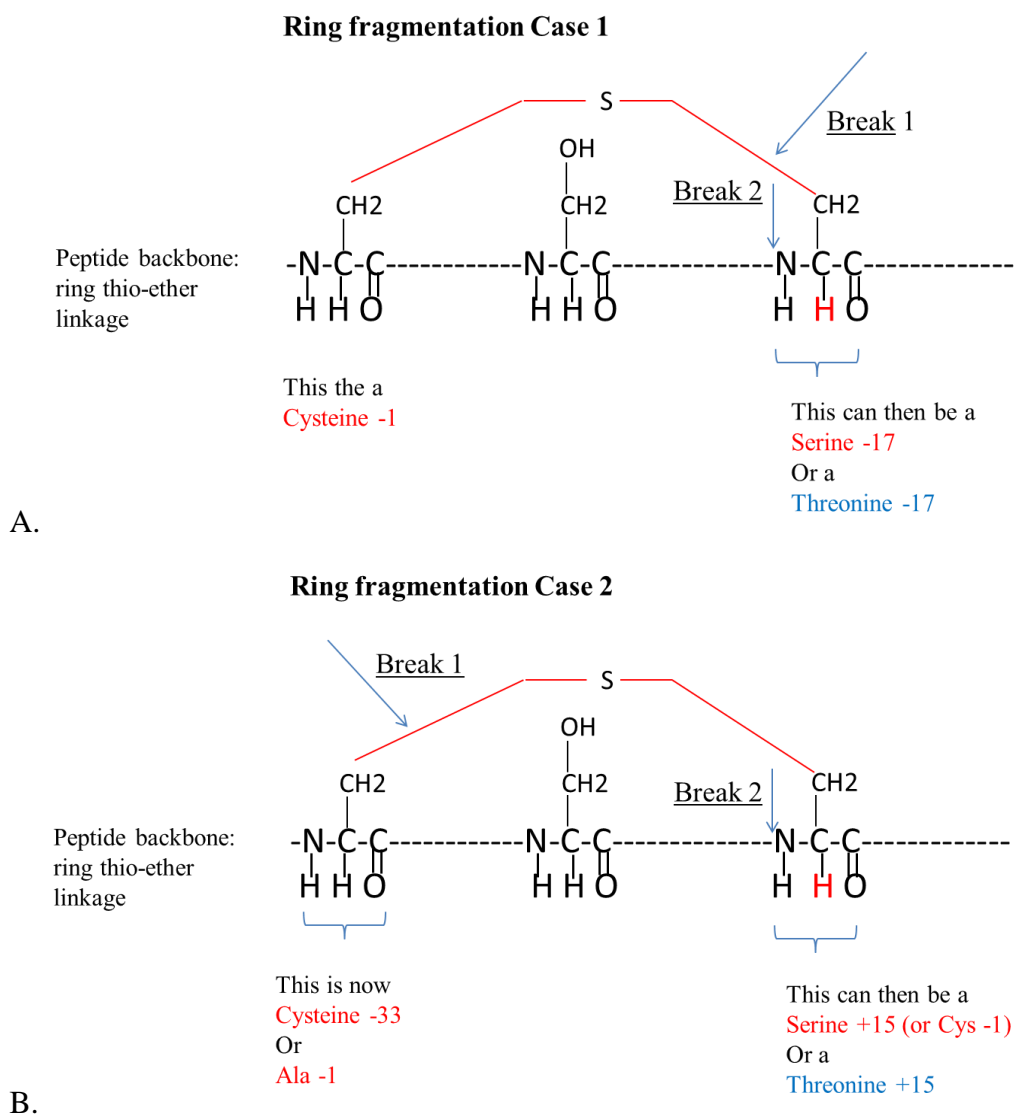 Ring fragmentation Case 1
S
Break 1
OH
Break 2
CH2
CH2
CH2
Peptide backbone:
ring thio-ether
linkage
-N-C-C-----------N-C-C-----------N-C-C-----------
H H O
H H O
H H O
This the a
Cysteine -1
This can then be a
Serine -17
Or a
Threonine -17
A.
Ring fragmentation Case 2
Break 1
S
OH
CH2
CH2
Break 2
CH2
Peptide backbone:
ring thio-ether
linkage
-N-C-C-----------N-C-C-----------N-C-C-----------
H H O
H H O
H H O
This is now
Cysteine -33
Or
Ala -1
This can then be a
Serine +15 (or Cys -1)
Or a
Threonine +15
B.